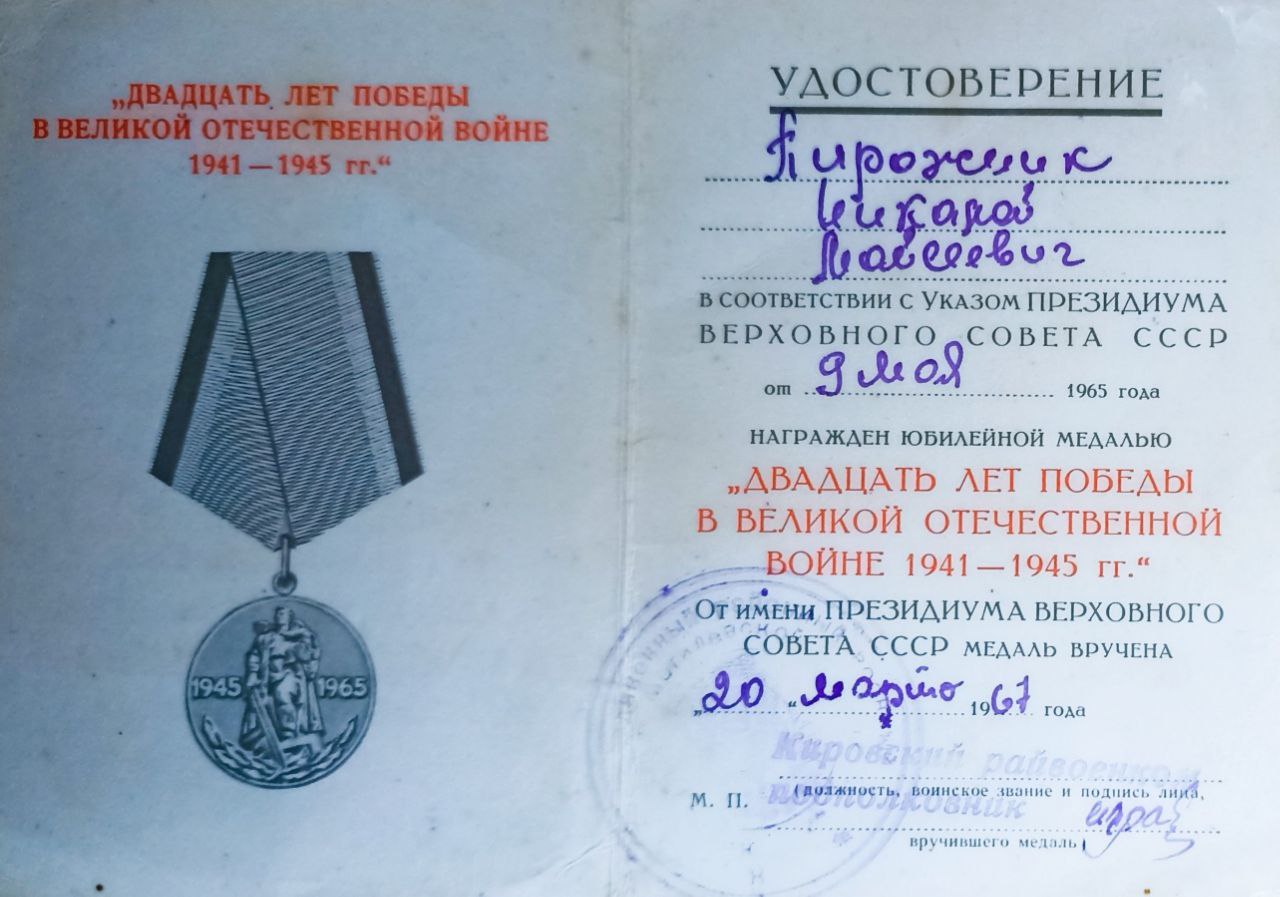 „ДВАДЦАТЬ ЛЕТ ПОБЕДЫ
В ВЕЛИКОЙ ОТЕЧЕСТВЕННОЙ ВОЙНЕ
1941 — 1945 гг.“
1945 1965
УДОСТОВЕРЕНИЕ
Пирожник
Николай
Моисеевич
В СООТВЕТСТВИИ С УКАЗОМ ПРЕЗИДИУМА
ВЕРХОВНОГО СОВЕТА СССР
от 9 мая 1965 года
НАГРАЖДЕН ЮБИЛЕЙНОЙ МЕДАЛЬЮ
„ДВАДЦАТЬ ЛЕТ ПОБЕДЫ
В ВЕЛИКОЙ ОТЕЧЕСТВЕННОЙ
ВОЙНЕ 1941 — 1945 гг.“
ОТ ИМЕНИ ПРЕЗИДИУМА ВЕРХОВНОГО
СОВЕТА СССР МЕДАЛЬ ВРУЧЕНА
„20“ марта 1967 года
Кировский райвоенком
М. П. (должность, воинское звание и подпись лица,
подполковник
вручившего медаль)